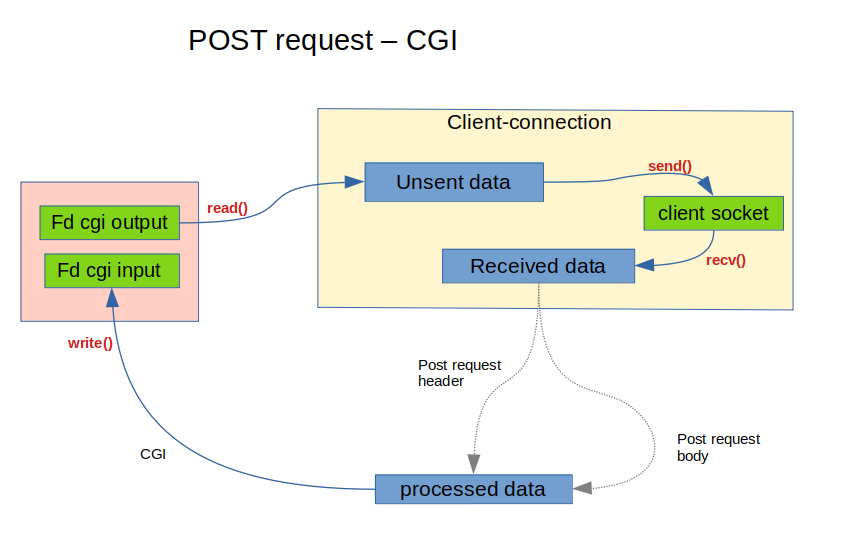 POST request – CGI
Client-connection
Unsent data
send()
Fd cgi output
read()
client socket
Fd cgi input
Received data
recv()
write()
Post request
header
CGI
Post request
body
processed data